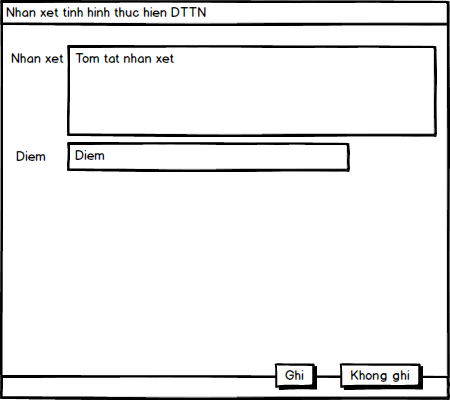 Nhan xet tinh hinh thuc hien DTTN
Nhan xet
Tom tat nhan xet
Diem
Diem
Ghi
Khong ghi